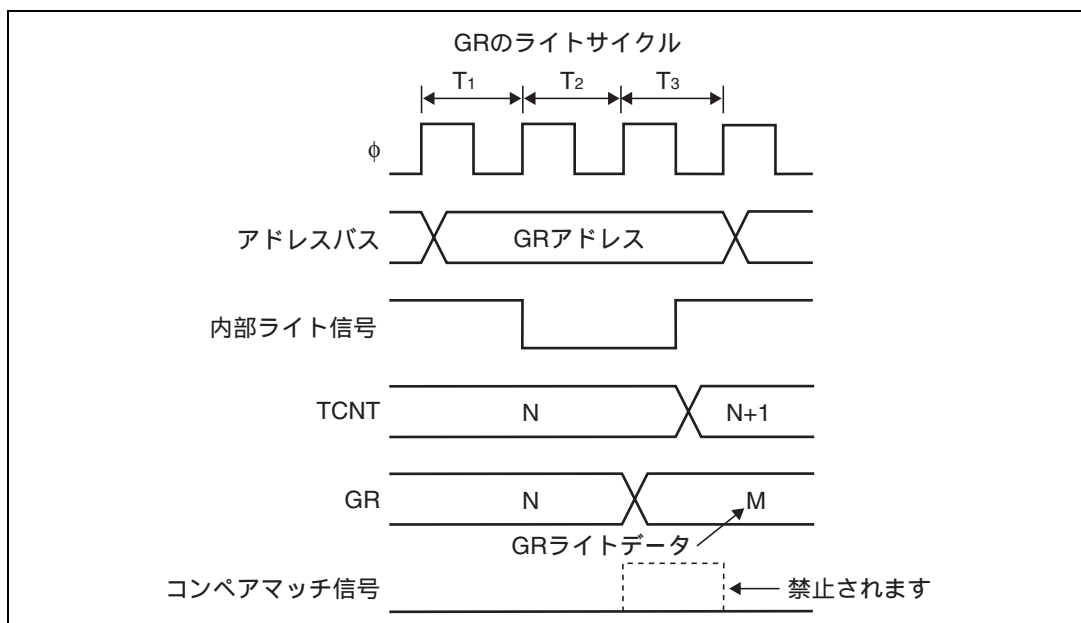 GRのライトサイクル
T1 T2 T3
φ
アドレスバス GRアドレス
内部ライト信号
TCNT N N+1
GR N M
GRライトデータ
コンペアマッチ信号 禁止されます